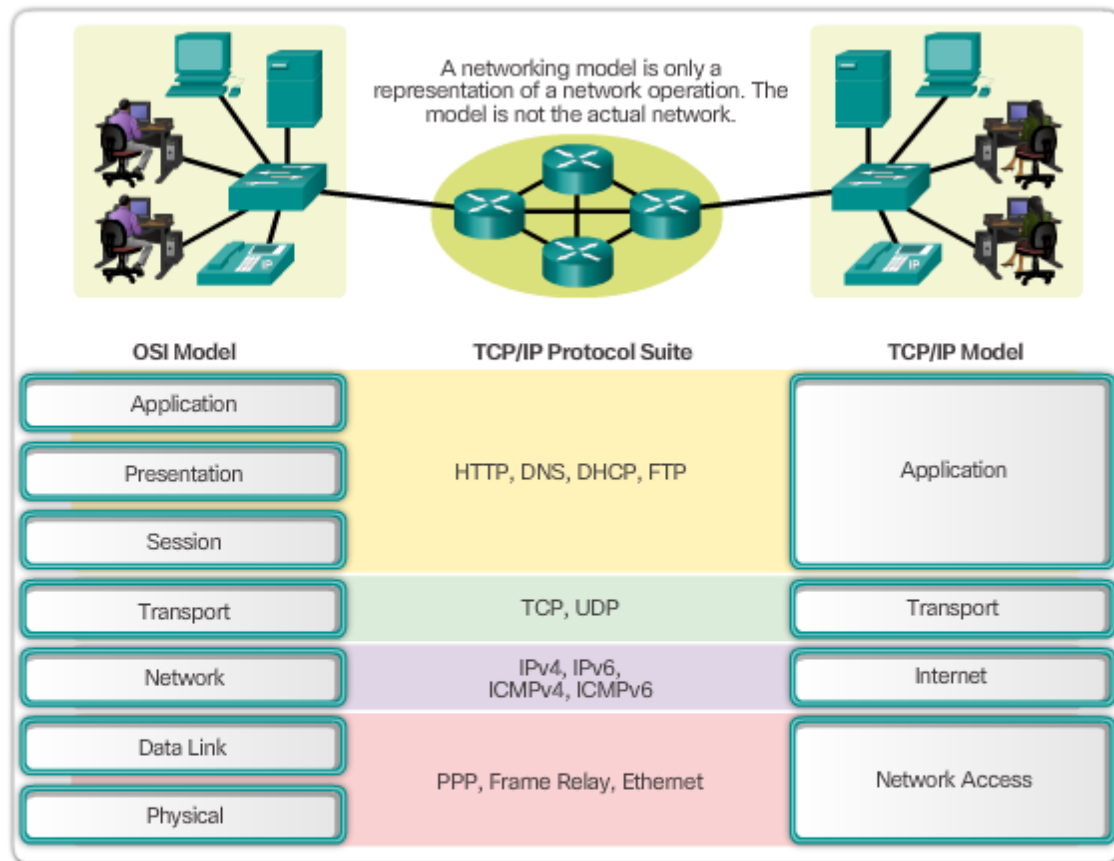 A networking model is only a
representation of a network operation. The
model is not the actual network.
IP
IP
OSI Model
TCP/IP Protocol Suite
TCP/IP Model
Application
Presentation
HTTP, DNS, DHCP, FTP
Application
Session
Transport
TCP, UDP
Transport
Network
IPv4, IPv6,
ICMPv4, ICMPv6
Internet
Data Link
PPP, Frame Relay, Ethernet
Network Access
Physical